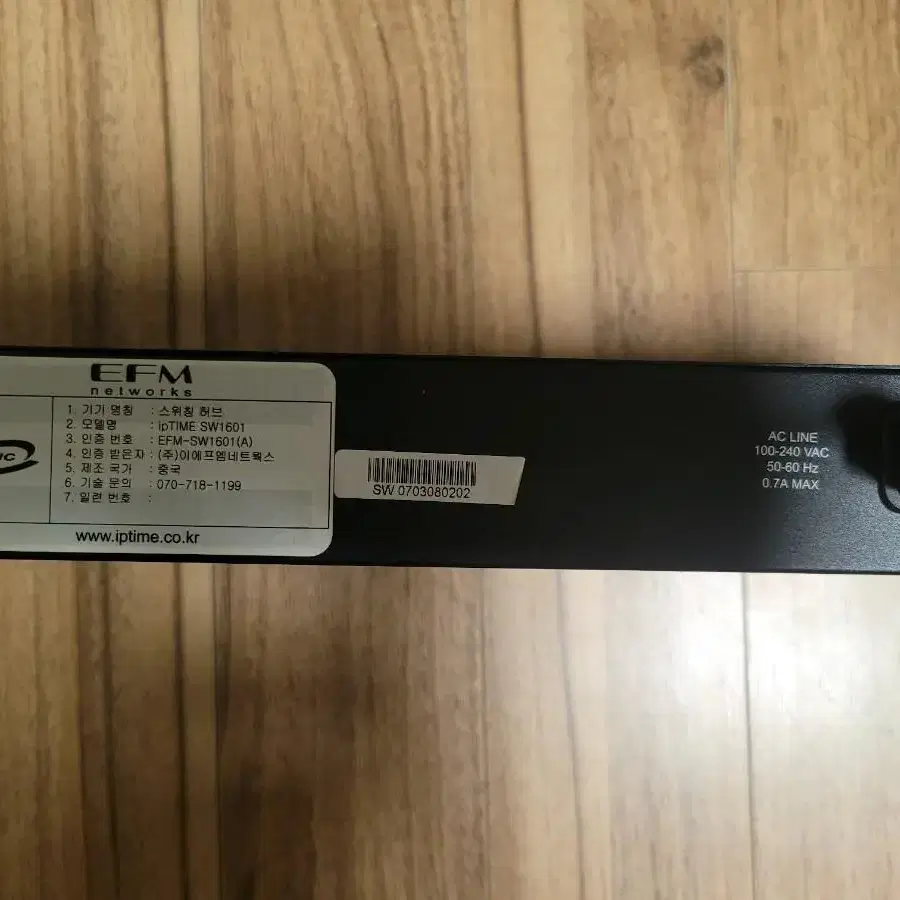 EFM
networks
1. 기기 명칭 : 스위칭 허브
2. 모델명 : ipTIME SW1601
3. 인증 번호 : EFM-SW1601(A)
4. 인증 받은자 : (주)이에프엠네트웍스
5. 제조 국가 : 중국
6. 기술 문의 : 070-718-1199
7. 일련 번호 :
www.iptime.co.kr
SW 0703080202
AC LINE
100-240 VAC
50-60 Hz
0.7A MAX